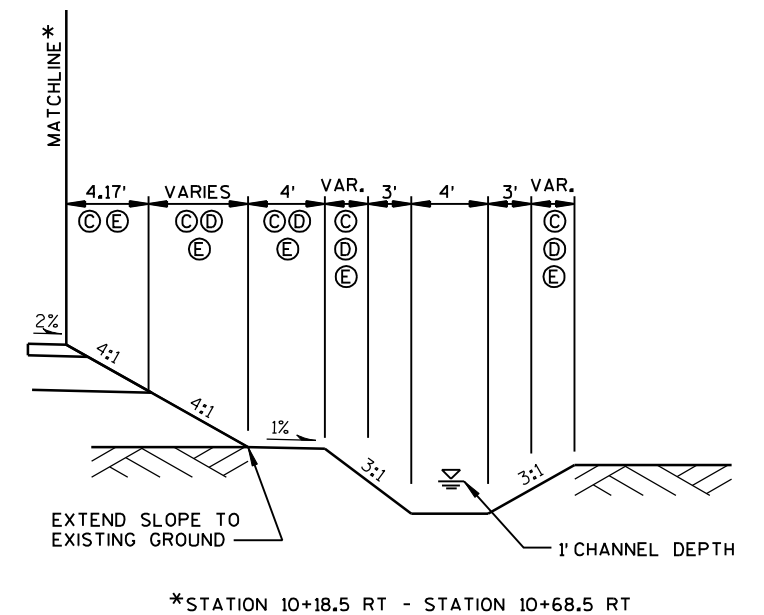 MATCHLINE*
4.17' VARIES 4' VAR. 3' 4' 3' VAR.
C E C D C D C C
E E D D
E E
2%
4:1
4:1
1%
3:1
3:1
EXTEND SLOPE TO
EXISTING GROUND
1' CHANNEL DEPTH
*STATION 10+18.5 RT - STATION 10+68.5 RT